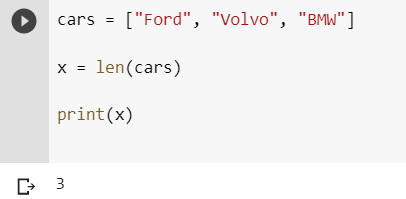 cars = ["Ford", "Volvo", "BMW"]
x = len(cars)
print(x)
3